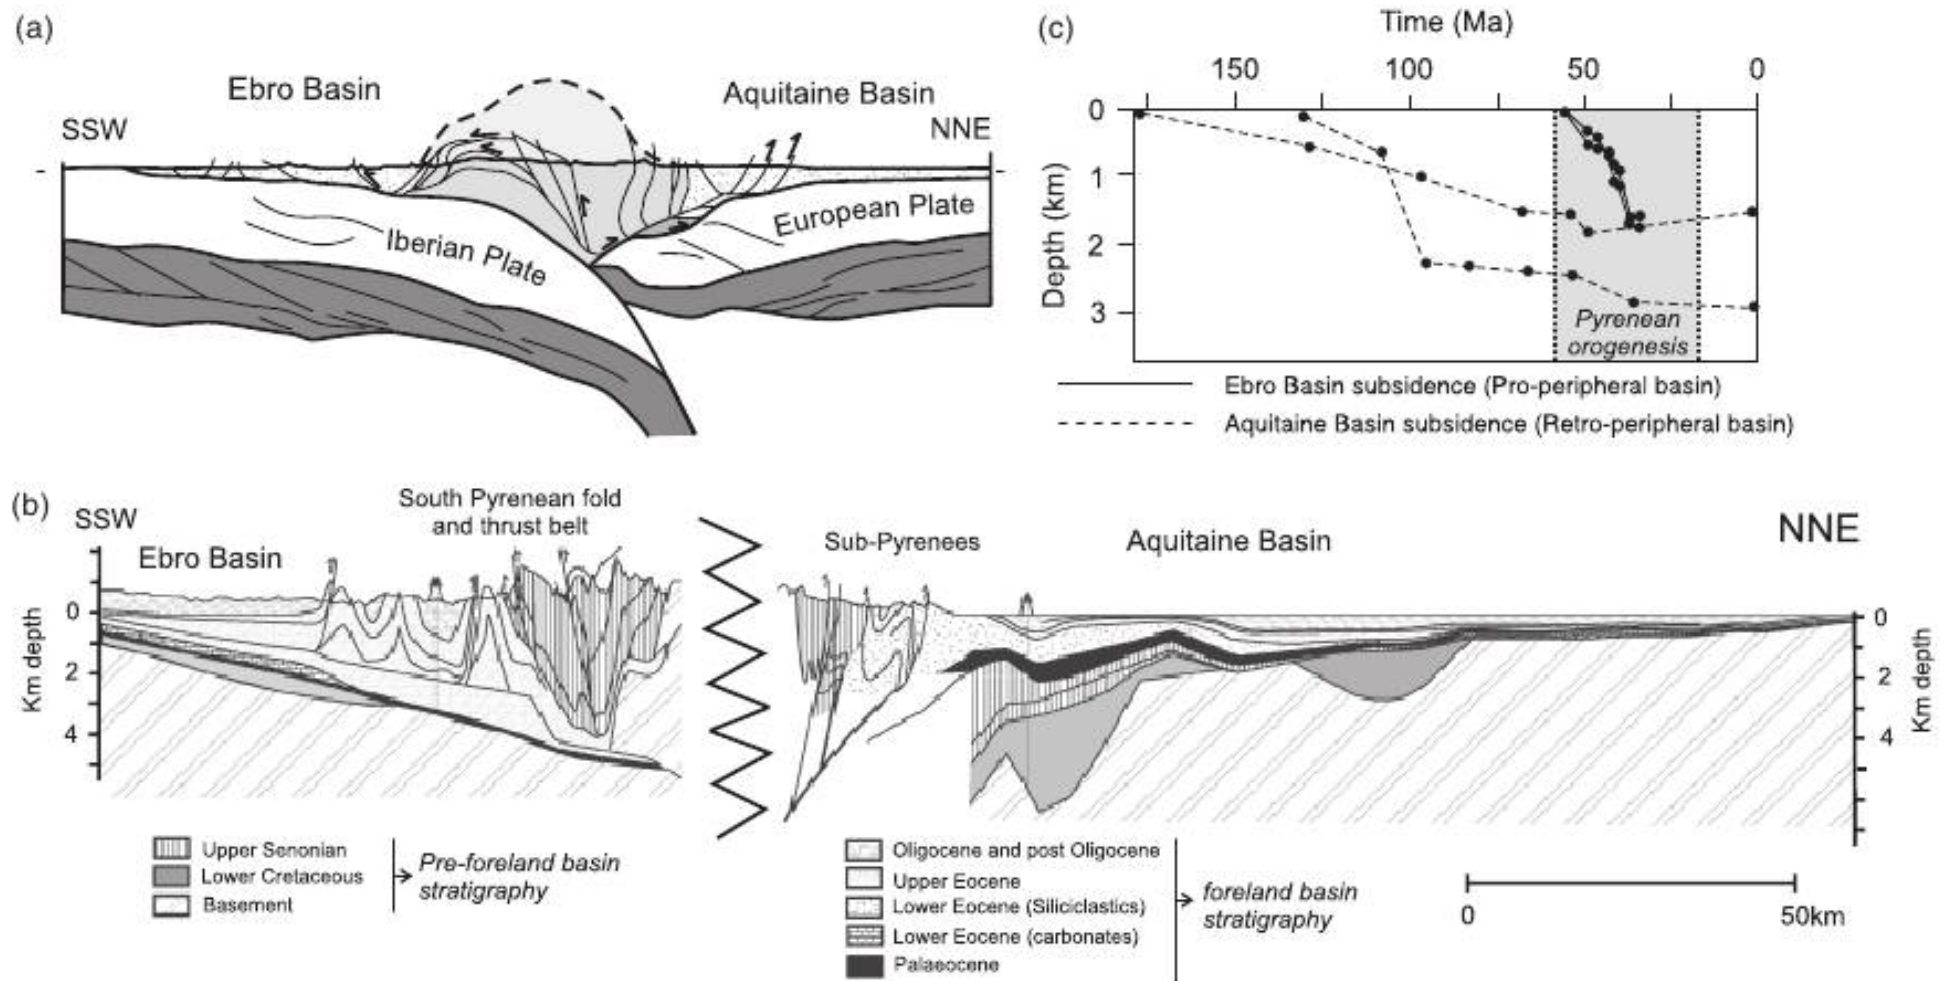 (a)
Ebro Basin
Aquitaine Basin
SSW
NNE
-
-
Iberian Plate
European Plate
(c)
Time (Ma)
150
100
50
0
0
1
2
3
Depth (km)
Pyrenean
orogenesis
Ebro Basin subsidence (Pro-peripheral basin)
Aquitaine Basin subsidence (Retro-peripheral basin)
(b)
SSW
Ebro Basin
South Pyrenean fold
and thrust belt
Sub-Pyrenees
Aquitaine Basin
NNE
0
2
4
Km depth
0
2
4
Km depth
Upper Senonian
Lower Cretaceous
Basement
Pre-foreland basin
stratigraphy
Oligocene and post Oligocene
Upper Eocene
Lower Eocene (Siliciclastics)
Lower Eocene (carbonates)
Palaeocene
foreland basin
stratigraphy
0
50km